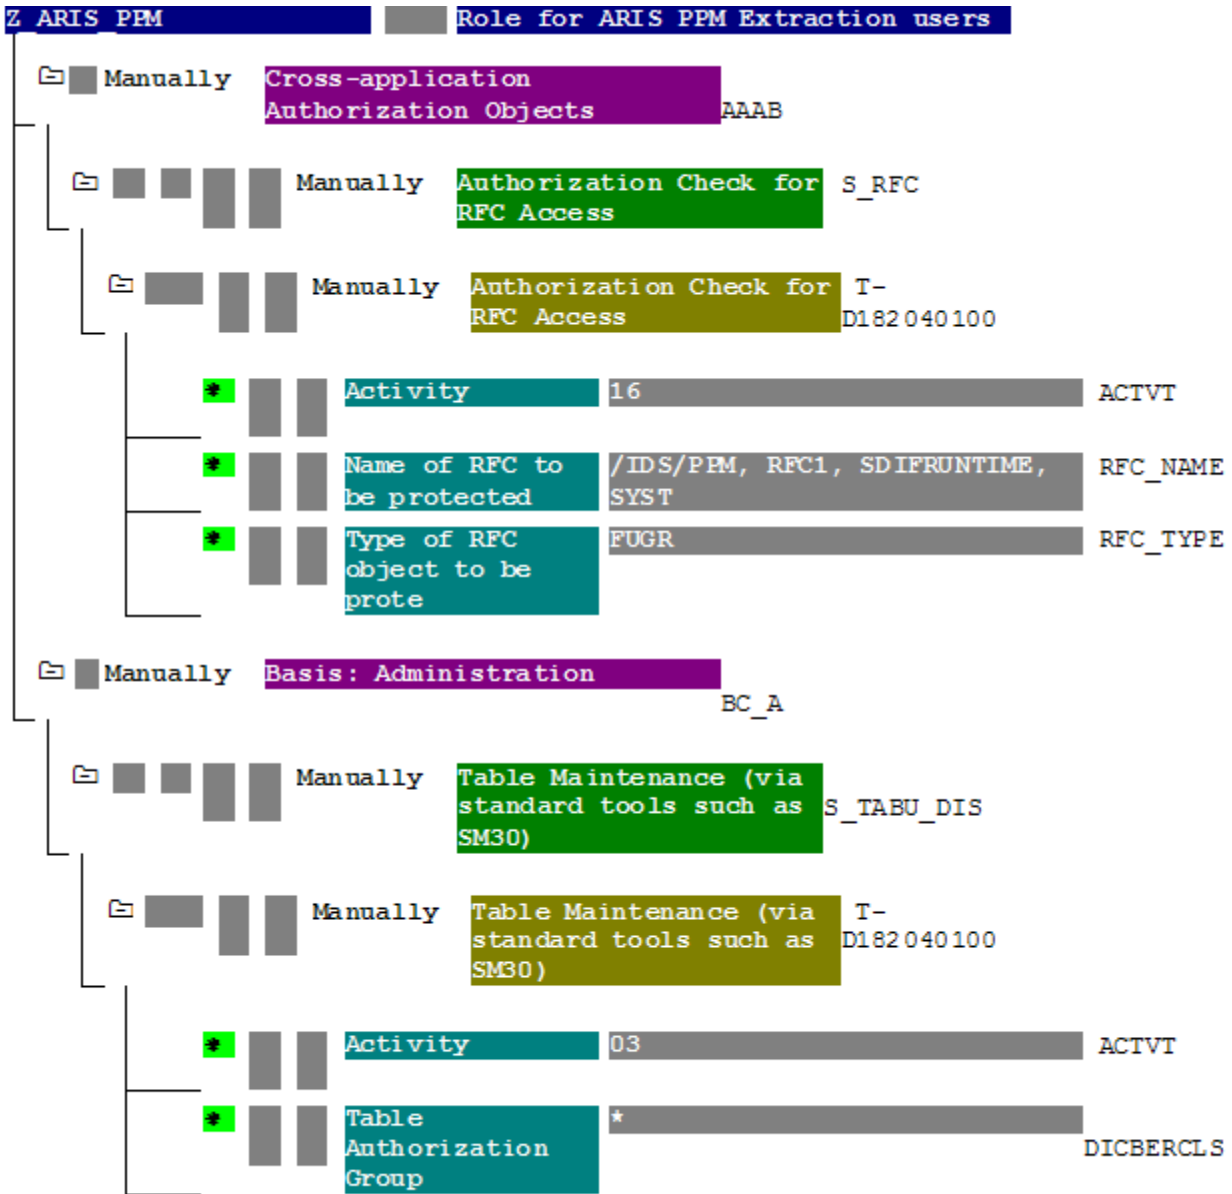 Z_ARIS_PPM Role for ARIS PPM Extraction users
Manually Cross-application
Authorization Objects AAAB
Manually Authorization Check for S_RFC
RFC Access
Manually Authorization Check for T-
RFC Access D182040100
* Activity 16 ACTVT
* Name of RFC to /IDS/PPM, RFC1, SDIFRUNTIME, RFC_NAME
be protected SYST
* Type of RFC FUGR RFC_TYPE
object to be
prote
Manually Basis: Administration
BC_A
Manually Table Maintenance (via
standard tools such as S_TABU_DIS
SM30)
Manually Table Maintenance (via T-
standard tools such as D182040100
SM30)
* Activity 03 ACTVT
* Table *
Authorization DICBERCLS
Group